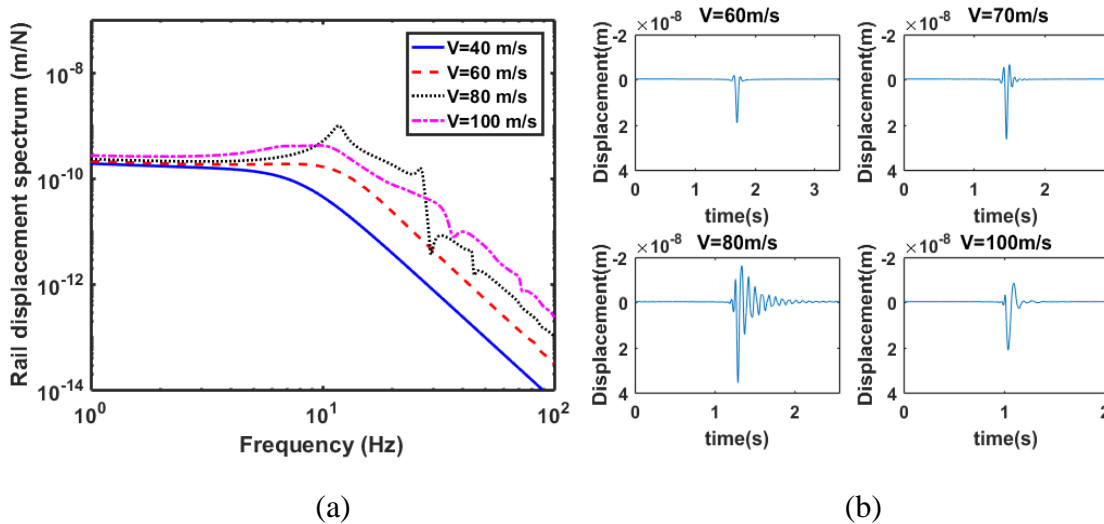 Rail displacement spectrum (m/N)
10^-8
10^-10
10^-12
10^-14
10^0
10^1
10^2
Frequency (Hz)
V=40 m/s
V=60 m/s
V=80 m/s
V=100 m/s
(a)
×10^-8 V=60m/s
Displacement(m)
-2
0
2
4
0 1 2 3
time(s)
×10^-8 V=70m/s
Displacement(m)
-2
0
2
4
0 1 2
time(s)
×10^-8 V=80m/s
Displacement(m)
-2
0
2
4
0 1 2
time(s)
×10^-8 V=100m/s
Displacement(m)
-2
0
2
4
0 1 2
time(s)
(b)